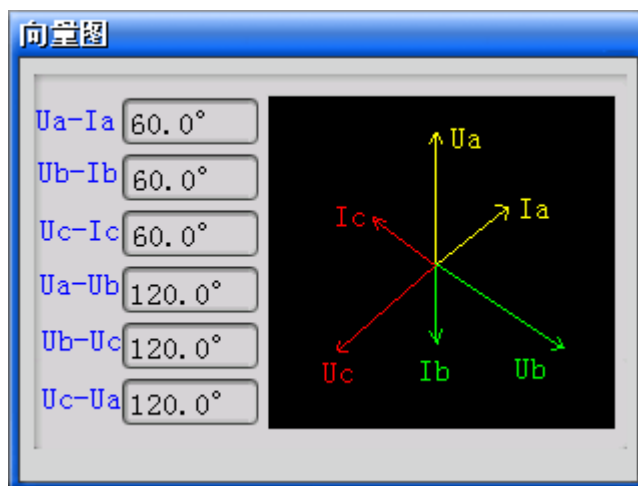 向量图
Ua-Ia 60.0°
Ub-Ib 60.0°
Uc-Ic 60.0°
Ua-Ub 120.0°
Ub-Uc 120.0°
Uc-Ua 120.0°
Ua
Ic
Ia
Uc
Ib
Ub